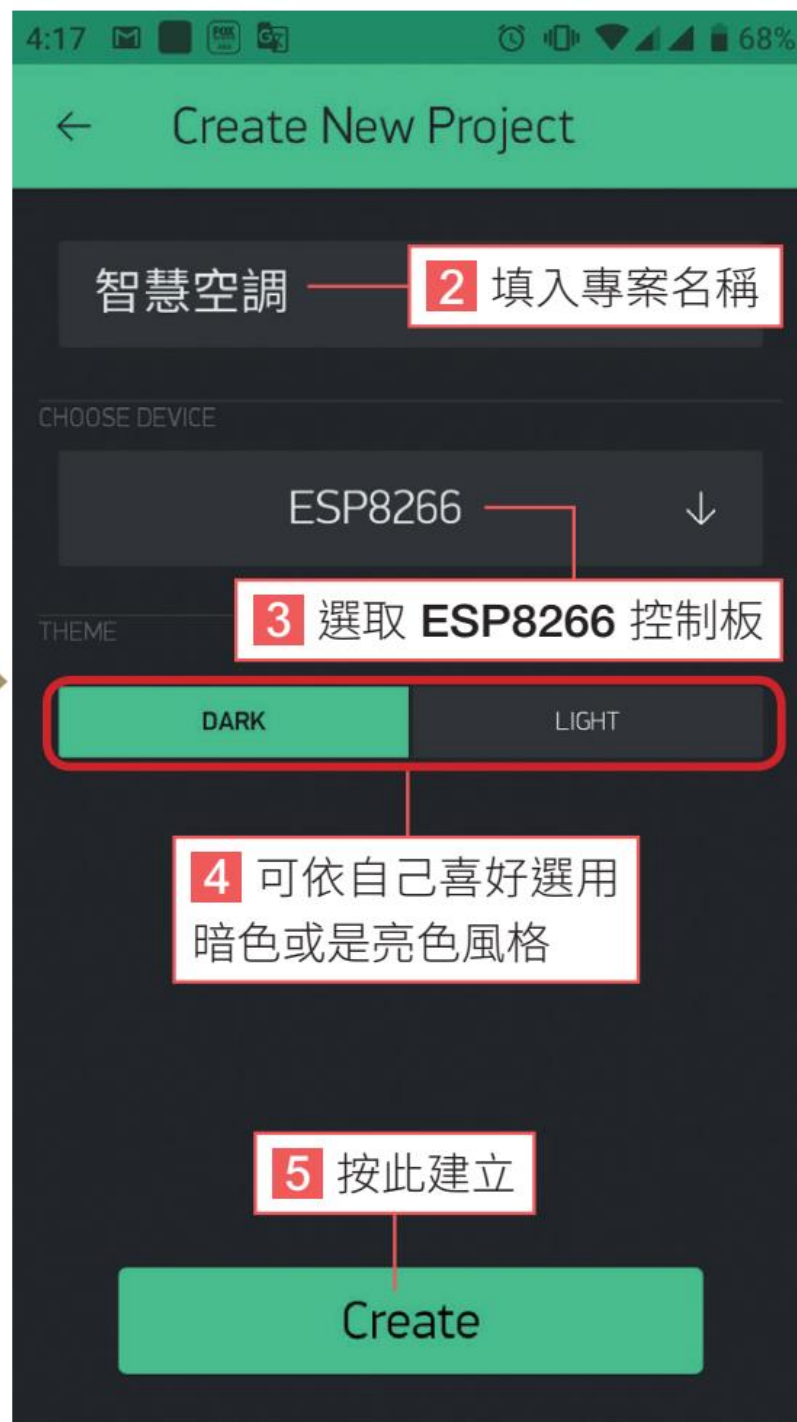 4:17 68%
Create New Project
智慧空調
2 填入專案名稱
CHOOSE DEVICE
ESP8266
3 選取 ESP8266 控制板
THEME
DARK LIGHT
4 可依自己喜好選用
暗色或是亮色風格
5 按此建立
Create